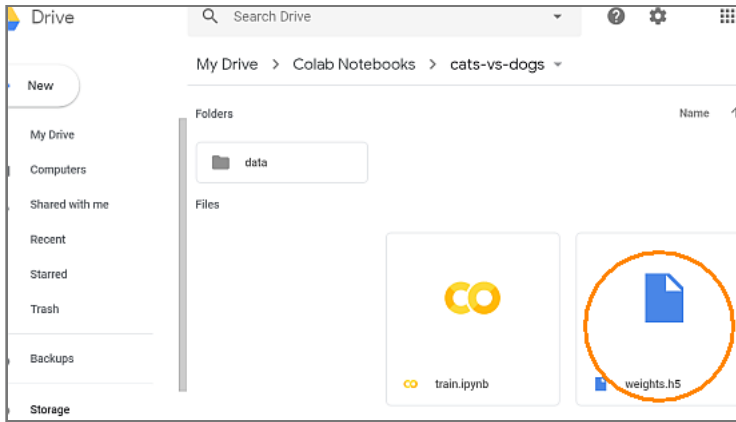 Drive
Search Drive
My Drive > Colab Notebooks > cats-vs-dogs
New
Folders
Name
My Drive
data
Computers
Shared with me
Files
Recent
Starred
Trash
Backups
train.ipynb
weights.h5
Storage